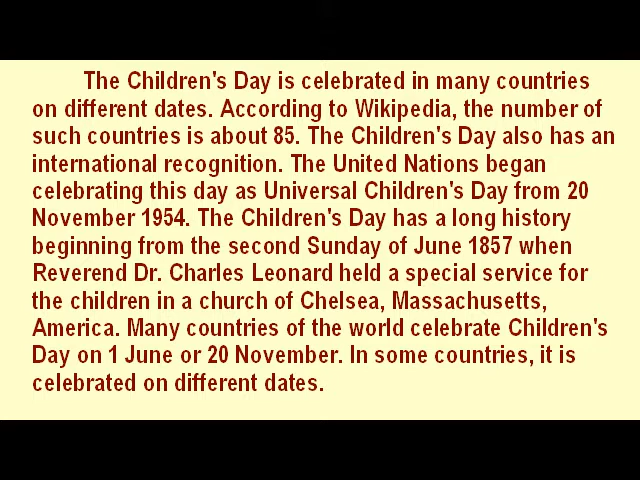 The Children's Day is celebrated in many countries
on different dates. According to Wikipedia, the number of
such countries is about 85. The Children's Day also has an
international recognition. The United Nations began
celebrating this day as Universal Children's Day from 20
November 1954. The Children's Day has a long history
beginning from the second Sunday of June 1857 when
Reverend Dr. Charles Leonard held a special service for
the children in a church of Chelsea, Massachusetts,
America. Many countries of the world celebrate Children's
Day on 1 June or 20 November. In some countries, it is
celebrated on different dates.